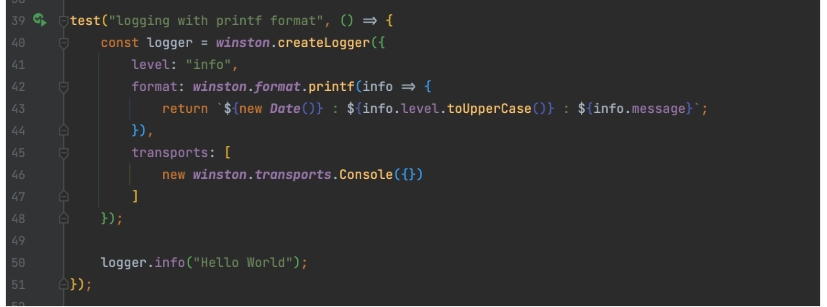 39 test("logging with printf format", () => {
40     const logger = winston.createLogger({
41         level: "info",
42         format: winston.format.printf(info => {
43             return `${new Date()} : ${info.level.toUpperCase()} : ${info.message}`;
44         }),
45         transports: [
46             new winston.transports.Console({})
47         ]
48     });
49
50     logger.info("Hello World");
51 });